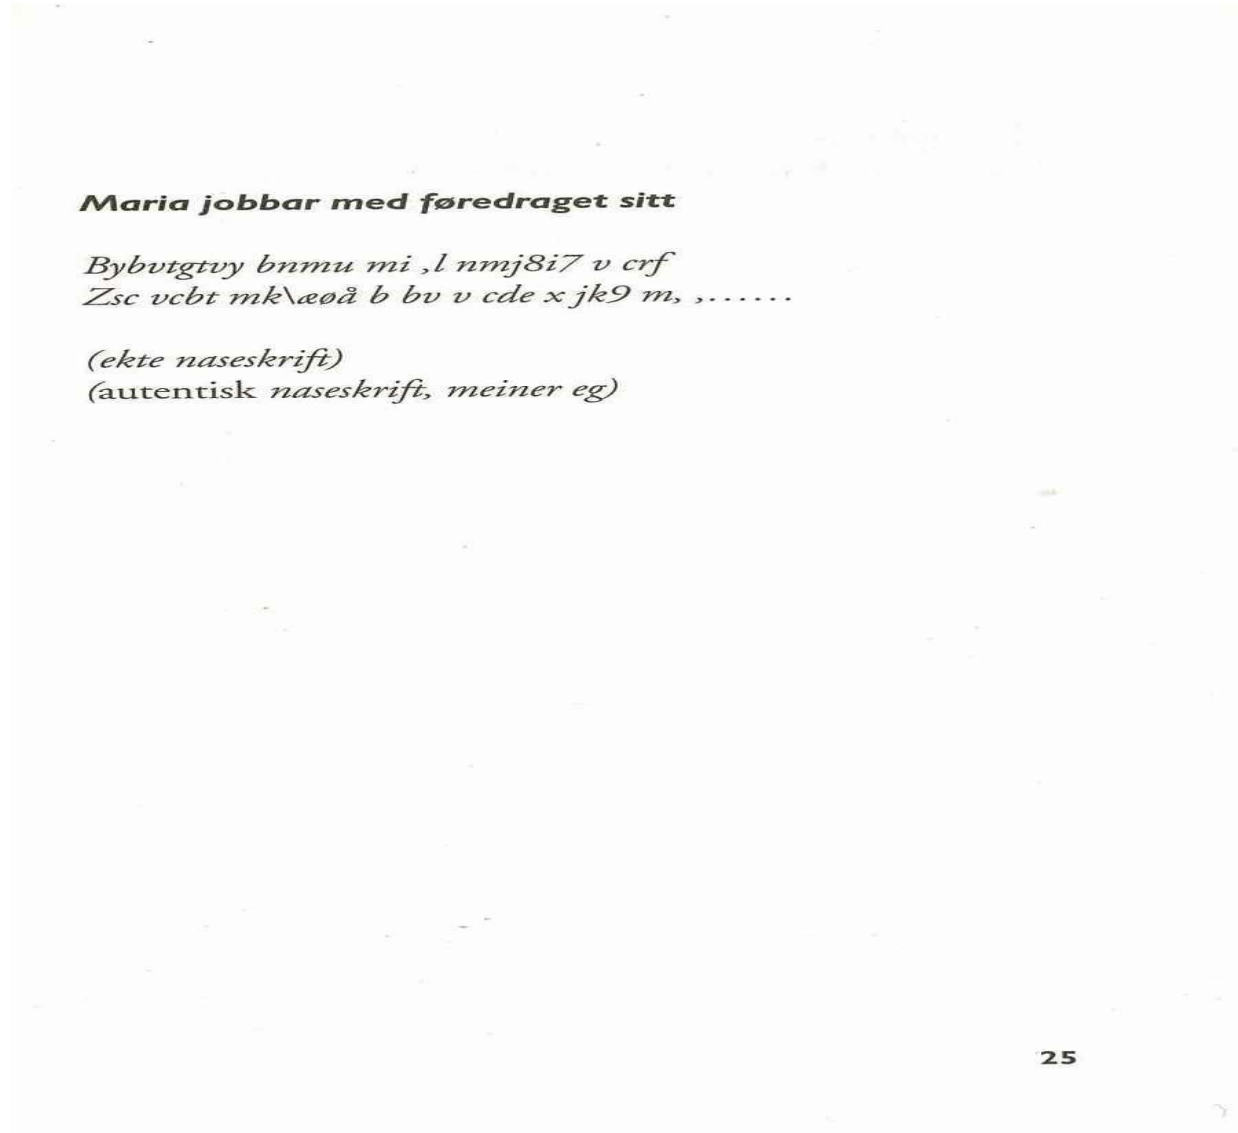 Maria jobbar med føredraget sitt
Bybvtgtvy bnmu mi ,l nmj8i7 v crf
Zsc vcbt mk\æøå b bv v cde x jk9 m, ,......
(ekte naseskrift)
(autentisk naseskrift, meiner eg)
25